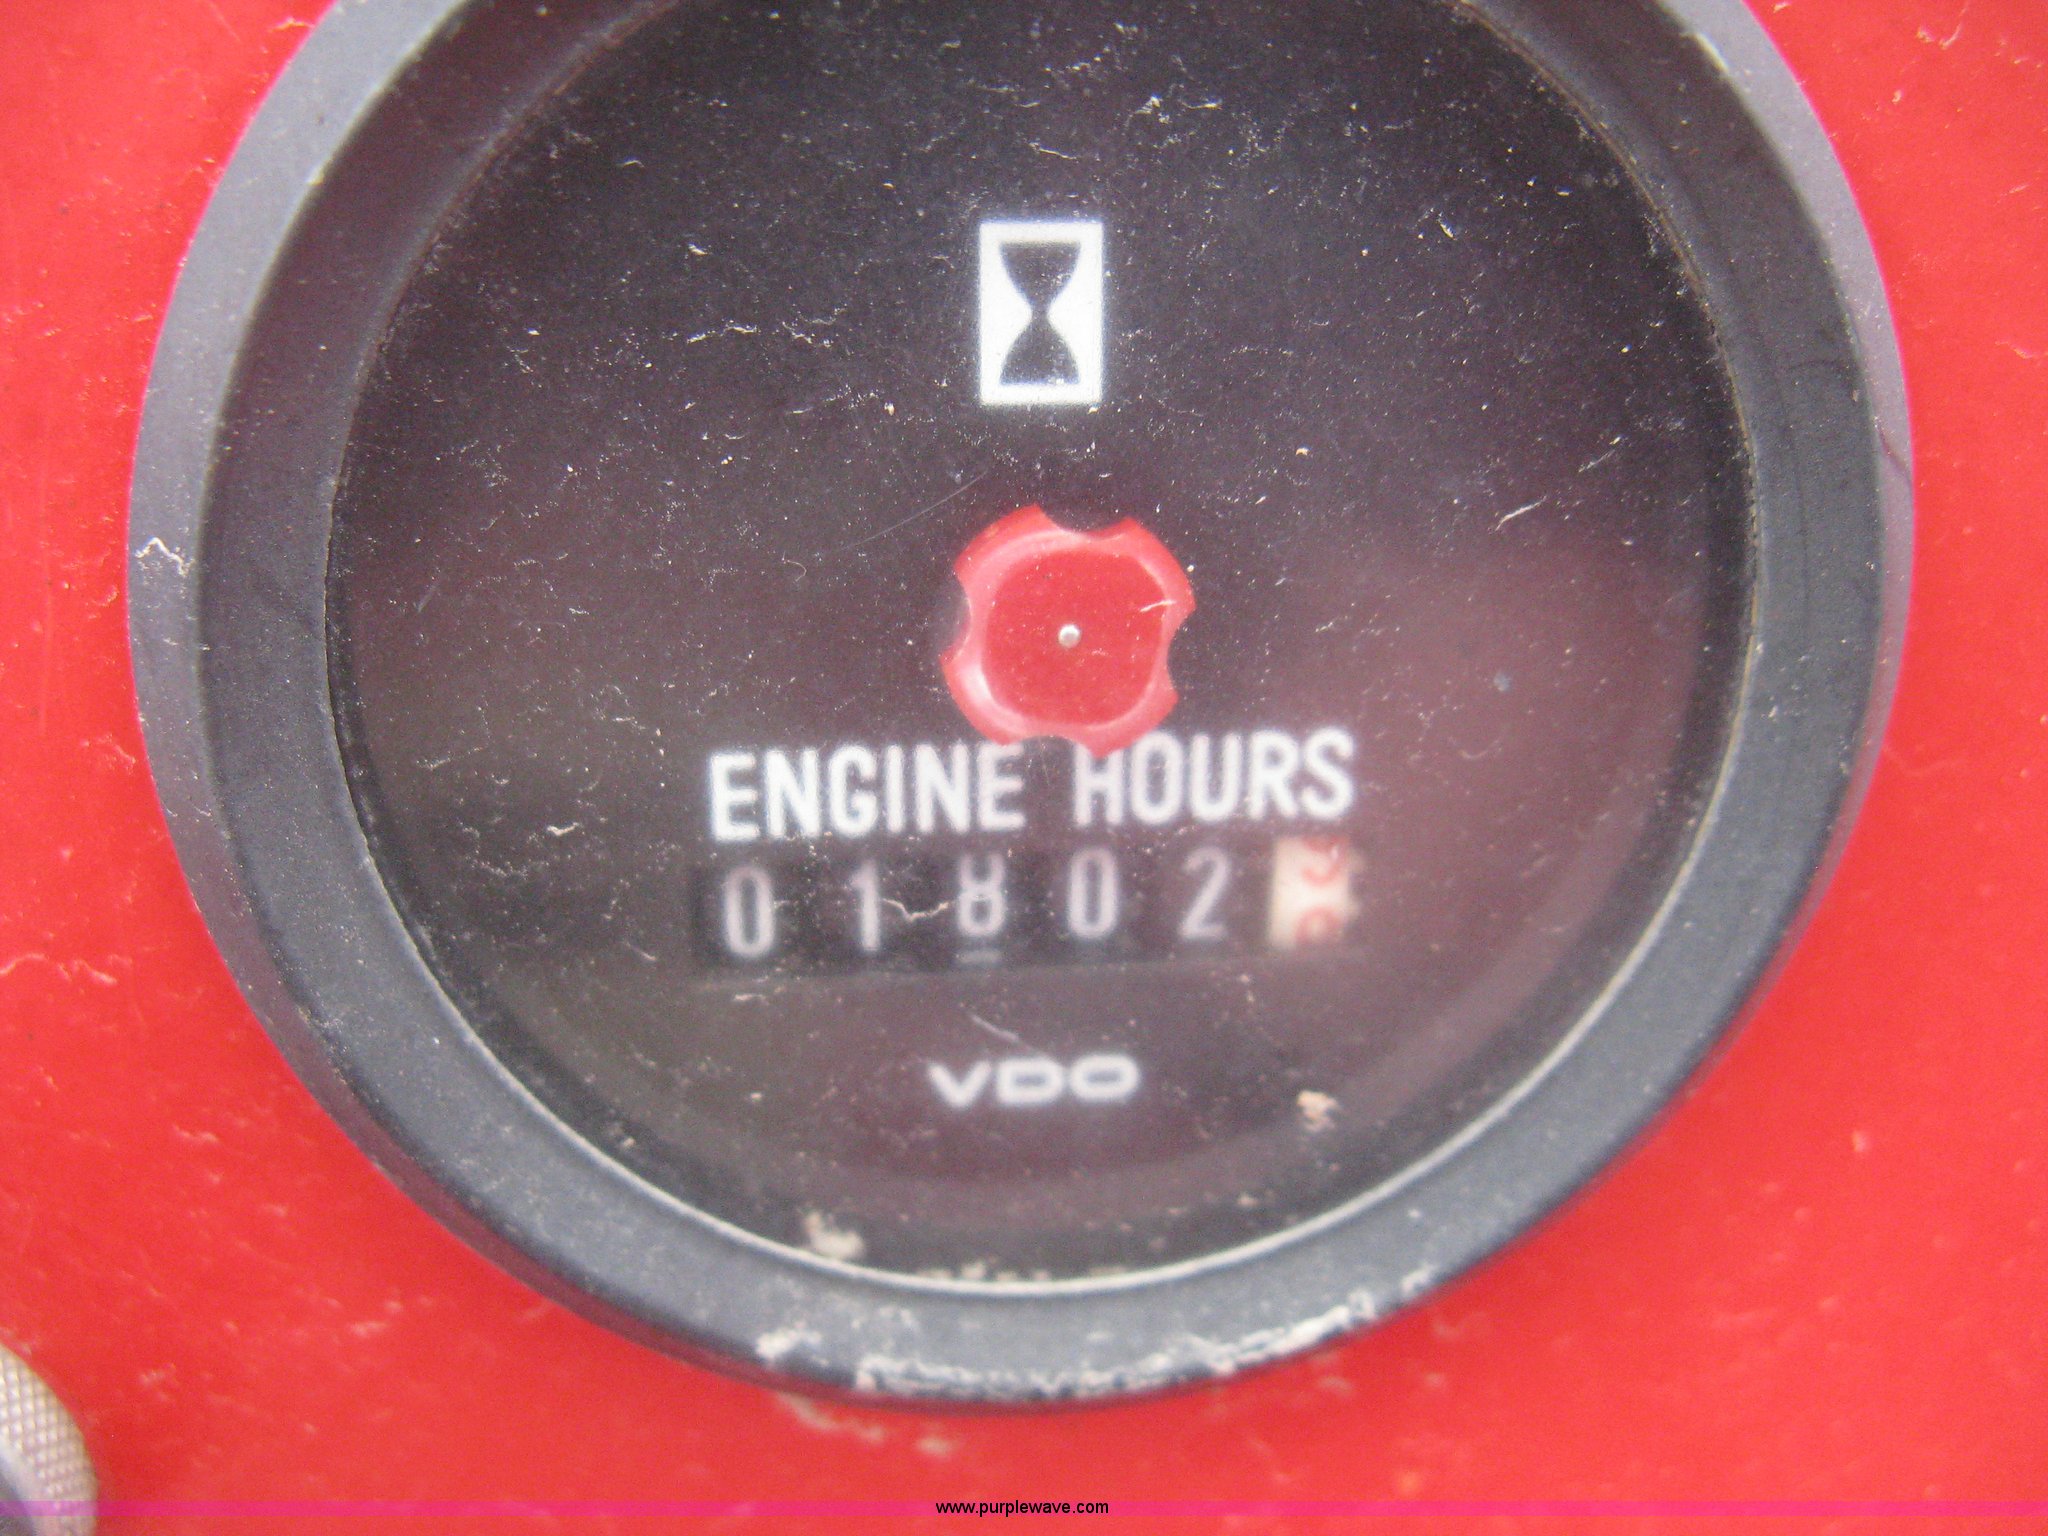 ENGINE HOURS
01802
VDO
www.purplewave.com